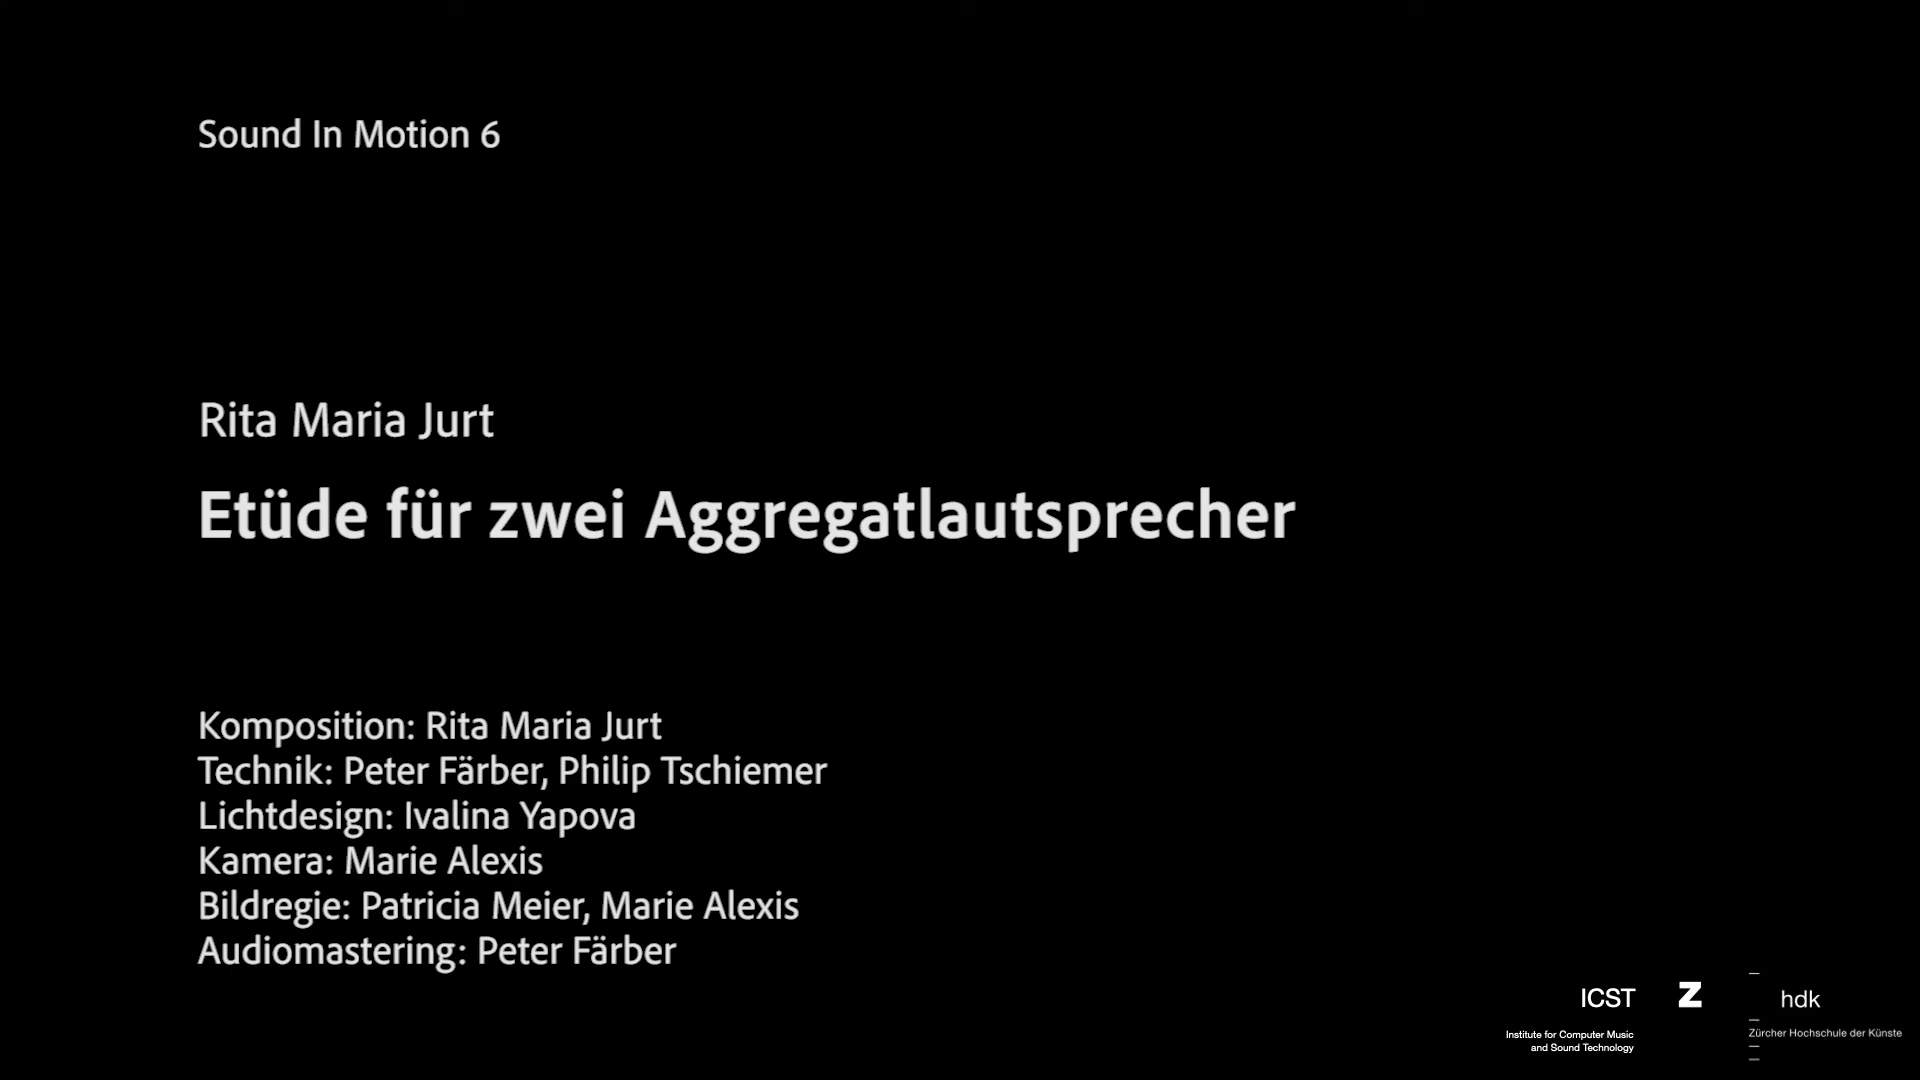 Sound In Motion 6
Rita Maria Jurt
Etüde für zwei Aggregatlautsprecher
Komposition: Rita Maria Jurt
Technik: Peter Färber, Philip Tschiemer
Lichtdesign: Ivalina Yapova
Kamera: Marie Alexis
Bildregie: Patricia Meier, Marie Alexis
Audiomastering: Peter Färber
ICST
Institute for Computer Music
and Sound Technology
Z
hdk
Zürcher Hochschule der Künste